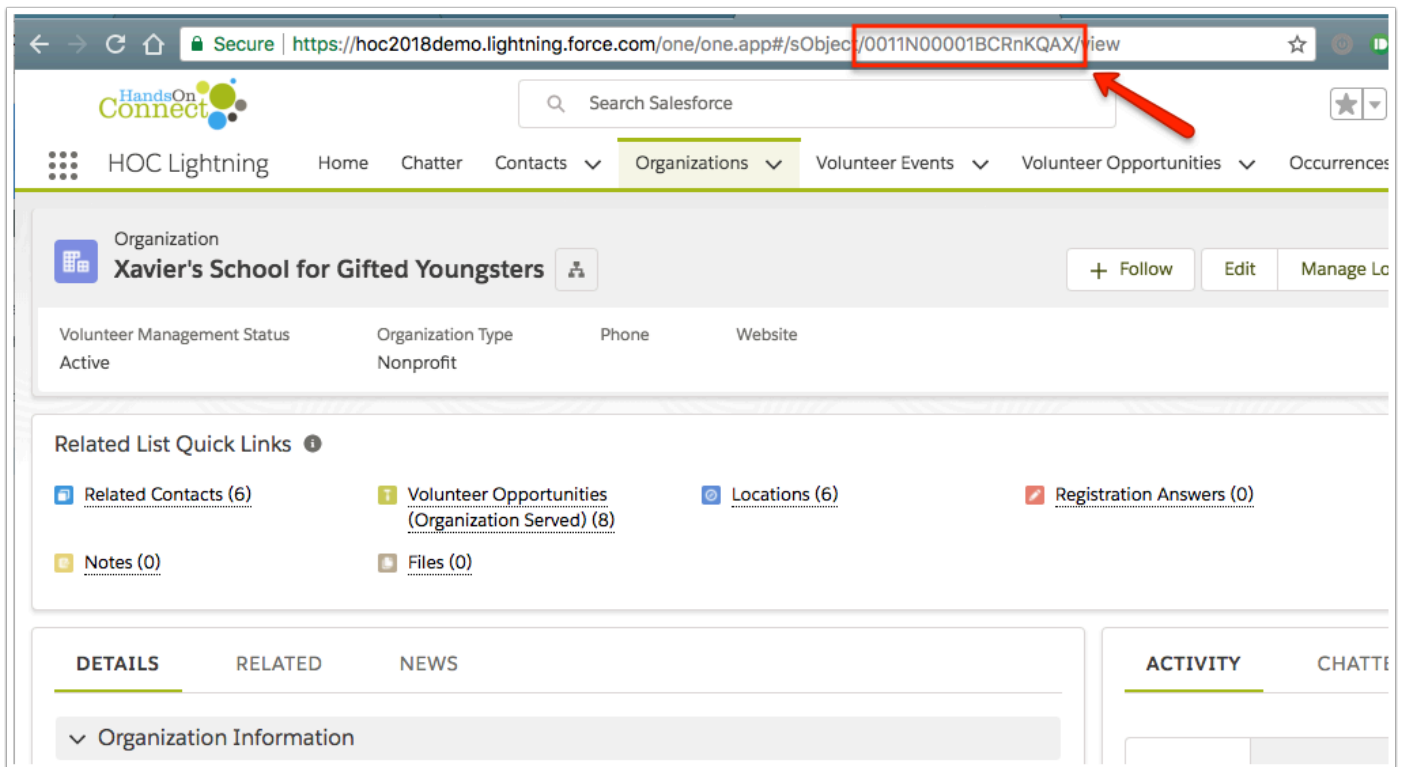 Secure | https://hoc2018demo.lightning.force.com/one/one.app#/sObject/0011N00001BCRnKQAX/view
HandsOn
Connect
Search Salesforce
HOC Lightning Home Chatter Contacts Organizations Volunteer Events Volunteer Opportunities Occurrences
Organization
Xavier's School for Gifted Youngsters
+ Follow Edit Manage Lo
Volunteer Management Status Organization Type Phone Website
Active Nonprofit
Related List Quick Links
Related Contacts (6) Volunteer Opportunities Locations (6) Registration Answers (0)
(Organization Served) (8)
Notes (0) Files (0)
DETAILS RELATED NEWS ACTIVITY CHATTE
Organization Information